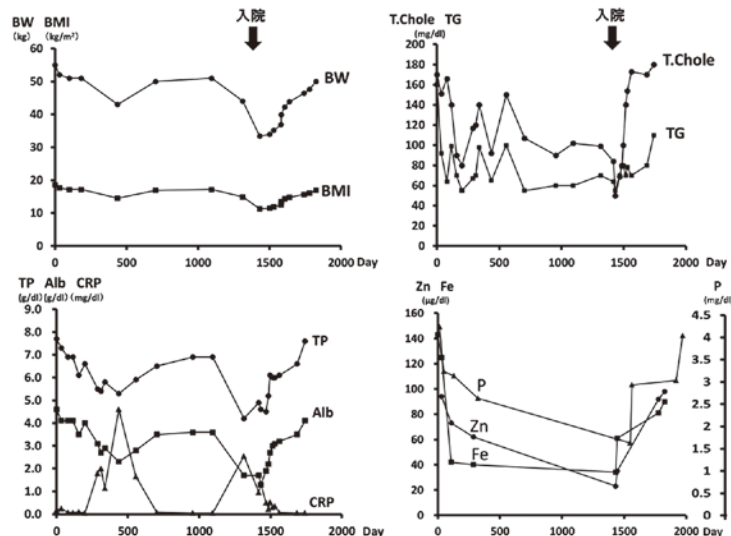 入院
BW BMI
(kg) (kg/m²)
60
50
40
30
20
10
0
BW
BMI
0 500 1000 1500 2000 Day
入院
T.Chole TG
(mg/dl)
200
180
160
140
120
100
80
60
40
20
0
T.Chole
TG
0 500 1000 1500 2000 Day
TP Alb CRP
(g/dl) (g/dl) (mg/dl)
9.0
8.0
7.0
6.0
5.0
4.0
3.0
2.0
1.0
0.0
TP
Alb
CRP
0 500 1000 1500 2000 Day
Zn Fe
(μg/dl)
160
140
120
100
80
60
40
20
0
P
Zn
Fe
P
(mg/dl)
4.5
4
3.5
3
2.5
2
1.5
1
0.5
0
0 500 1000 1500 2000 Day